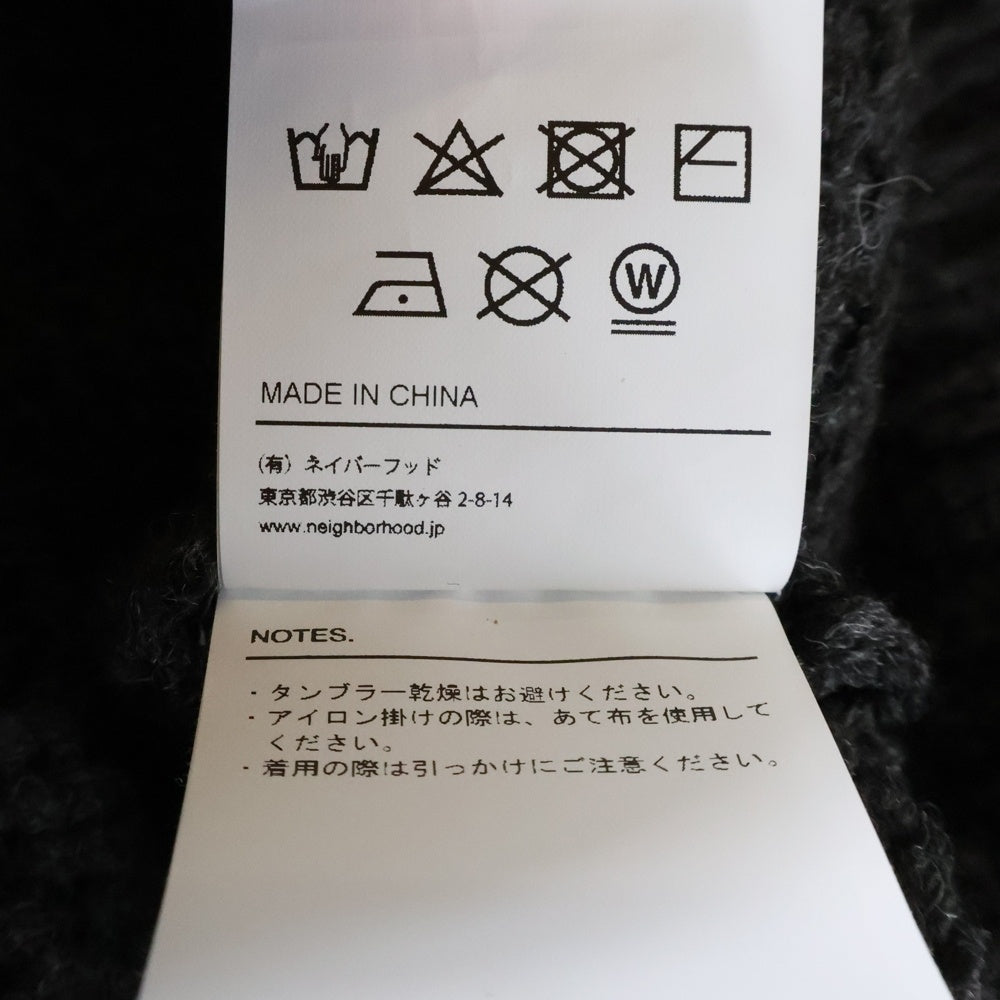 W
MADE IN CHINA
(有) ネイバーフッド
東京都渋谷区千駄ヶ谷 2-8-14
www.neighborhood.jp
NOTES.
・タンブラー乾燥はお避けください。
・アイロン掛けの際は、あて布を使用して
ください。
・着用の際は引っかけにご注意ください。